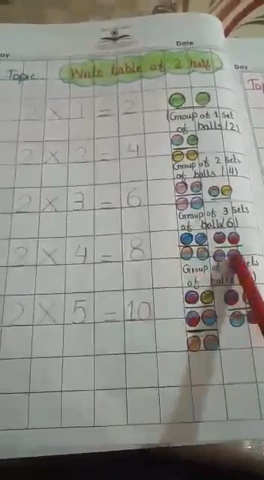 Date
Day
Topic
Write table of 2 half
2 × 1 = 2
(Group of 1 set
of balls (2)
2 × 2 = 4
Group of 2 sets
of balls (4)
2 × 3 = 6
Group of 3 sets
of balls (6)
2 × 4 = 8
Group of sets
of
2 × 5 = 10